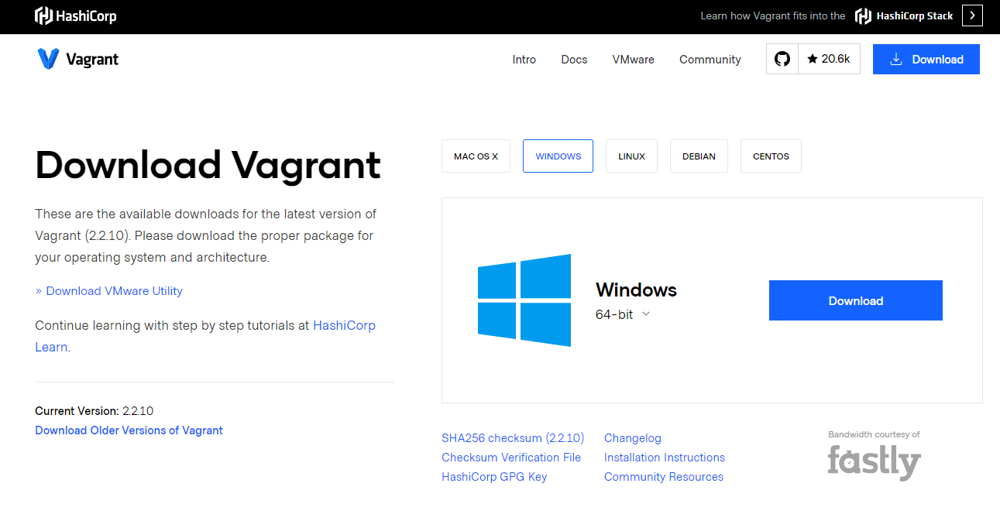 HashiCorp
Learn how Vagrant fits into the HashiCorp Stack
Vagrant
Intro Docs VMware Community 20.6k Download
Download Vagrant
These are the available downloads for the latest version of
Vagrant (2.2.10). Please download the proper package for
your operating system and architecture.
» Download VMware Utility
Continue learning with step by step tutorials at HashiCorp
Learn.
Current Version: 2.2.10
Download Older Versions of Vagrant
MAC OS X WINDOWS LINUX DEBIAN CENTOS
Windows
64-bit
Download
SHA256 checksum (2.2.10)
Checksum Verification File
HashiCorp GPG Key
Changelog
Installation Instructions
Community Resources
Bandwidth courtesy of
fastly